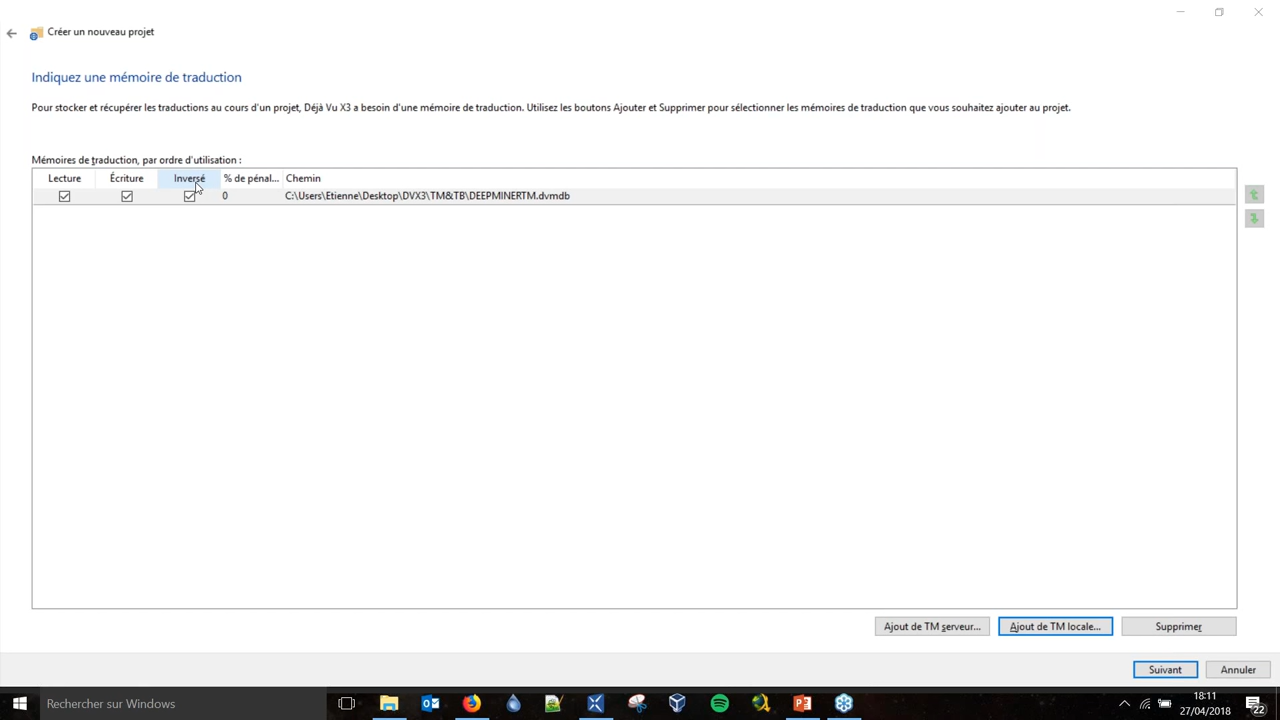 Créer un nouveau projet
Indiquez une mémoire de traduction
Pour stocker et récupérer les traductions au cours d'un projet, Déjà Vu X3 a besoin d'une mémoire de traduction. Utilisez les boutons Ajouter et Supprimer pour sélectionner les mémoires de traduction que vous souhaitez ajouter au projet.
Mémoires de traduction, par ordre d'utilisation :
Lecture Écriture Inversé % de pénal... Chemin
0 C:\Users\Etienne\Desktop\DVX3\TM&TB\DEEPMINERTM.dvmdb
Ajout de TM serveur... Ajout de TM locale... Supprimer
Suivant Annuler
Rechercher sur Windows
18:11
27/04/2018
22